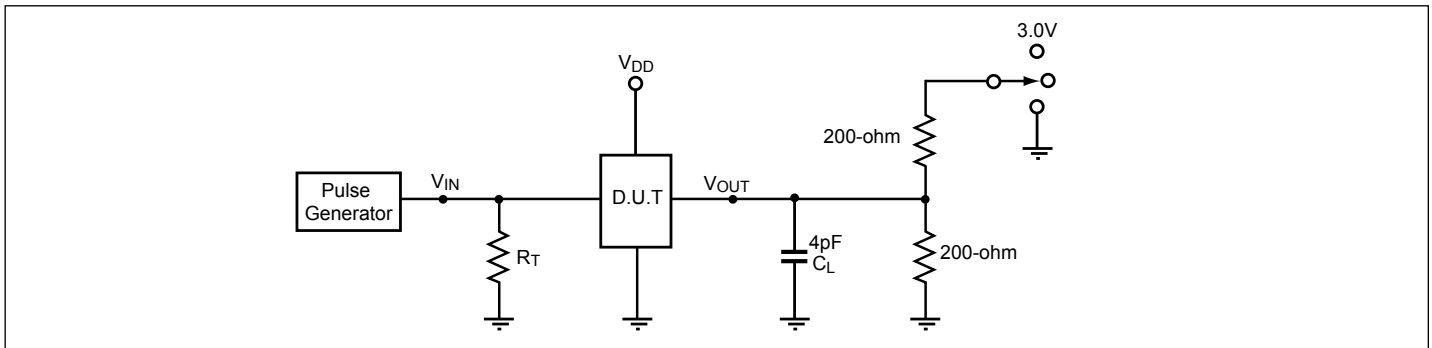 3.0V
VDD
200-ohm
Pulse
Generator
VIN
D.U.T
VOUT
RT
4pF
CL
200-ohm